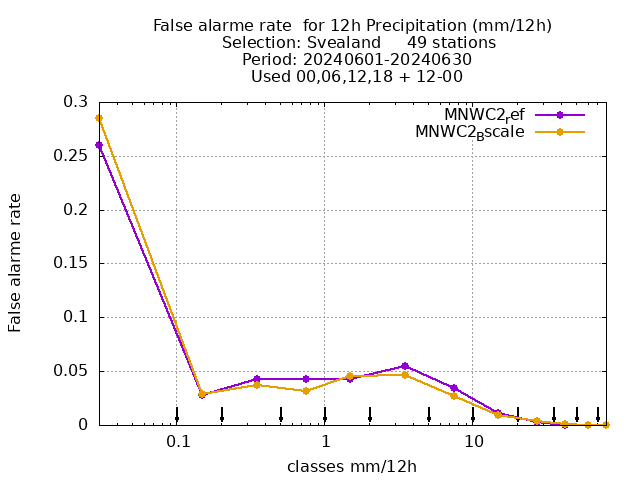 False alarme rate  for 12h Precipitation (mm/12h)
Selection: Svealand     49 stations
Period: 20240601-20240630
Used 00,06,12,18 + 12-00
MNWC2ref
MNWC2Bscale
0.3
0.25
0.2
0.15
0.1
0.05
0
False alarme rate
0.1 1 10
classes mm/12h